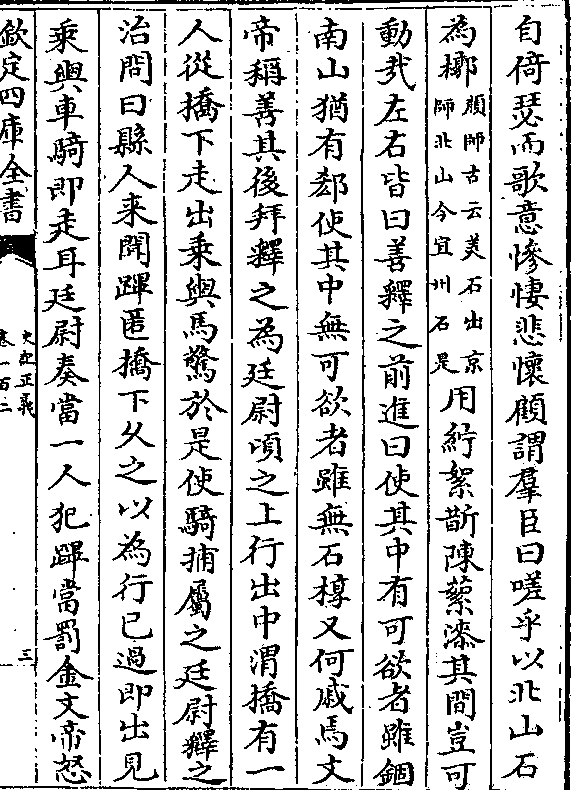 自倚瑟而歌意慘悽悲懷顧謂羣臣曰嗟乎以北山石
為槨顔師古云美石出京師北山今宜州石是用紵絮斮陳蘩漆其間豈可
動㢤左右皆曰善釋之前進曰使其中有可欲者雖錮
南山猶有郄使其中無可欲者雖無石椁又何戚焉文
帝稱善其後拜釋之為廷尉頃之上行出中渭橋有一
人從橋下走出乗輿馬驚於是使騎捕屬之廷尉釋之
治問曰縣人来聞蹕匿橋下乆之以為行已過即出見
乗輿車騎即走耳廷尉奏當一人犯蹕當罰金文帝怒
欽定四庫全書
史記正義
卷一百二
三